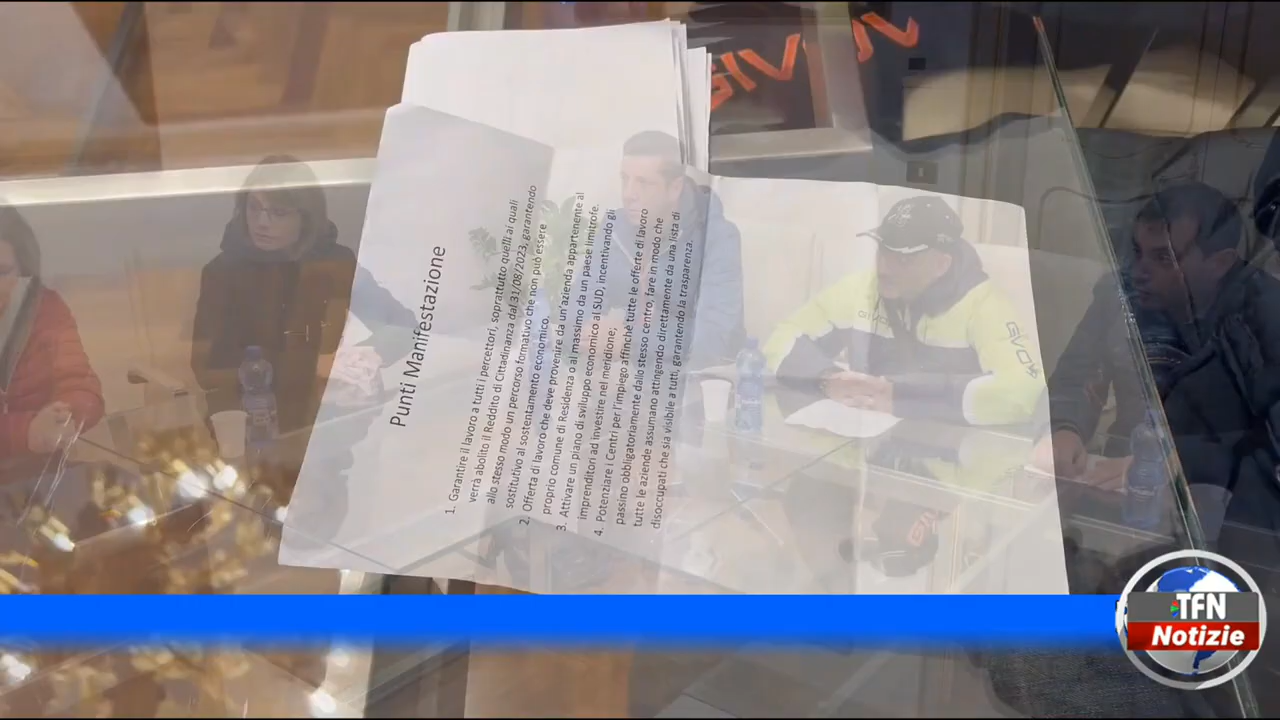 Punti Manifestazione
1. Garantire il lavoro a tutti i percettori, soprattutto quelli ai quali
verrà abolito il Reddito di Cittadinanza dal 31/08/2023, garantendo
allo stesso modo un percorso formativo che non può essere
sostitutivo al sostentamento economico.
2. Offerta di lavoro che deve provenire da un'azienda appartenente al
proprio comune di Residenza o al massimo da un paese limitrofe.
3. Attivare un piano di sviluppo economico al SUD, incentivando gli
imprenditori ad investire nel meridione;
4. Potenziare i Centri per l'impiego affinché tutte le offerte di lavoro
passino obbligatoriamente dallo stesso centro, fare in modo che
tutte le aziende assumano attingendo direttamente da una lista di
disoccupati che sia visibile a tutti, garantendo la trasparenza.
GIVOVA
TFN
Notizie